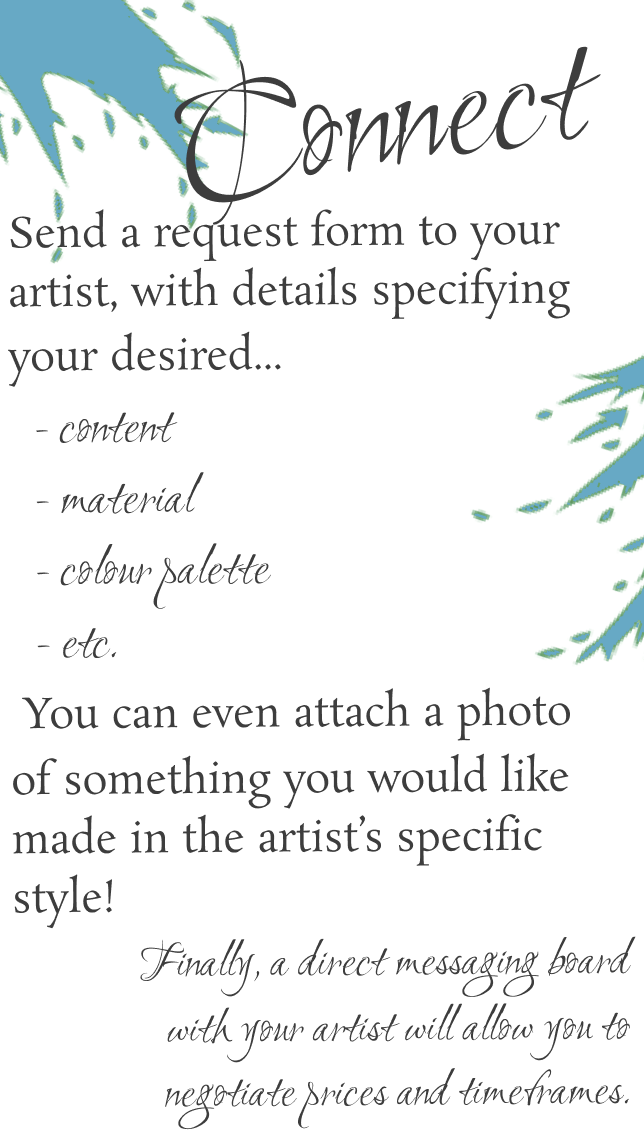 Connect
Send a request form to your
artist, with details specifying
your desired...
- content
- material
- colour palette
- etc.
You can even attach a photo
of something you would like
made in the artist’s specific
style!
Finally, a direct messaging board
with your artist will allow you to
negotiate prices and timeframes.